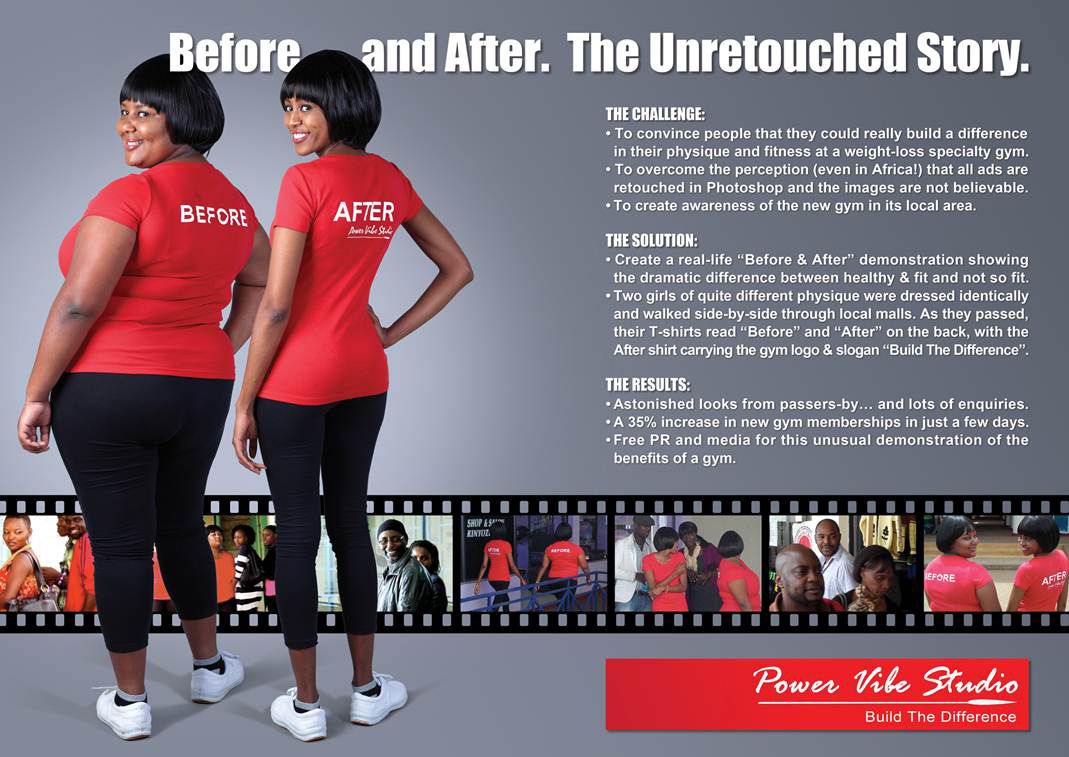 Before and After. The Unretouched Story.
BEFORE
AFTER
Power Vibe Studio
THE CHALLENGE:
• To convince people that they could really build a difference
in their physique and fitness at a weight-loss specialty gym.
• To overcome the perception (even in Africa!) that all ads are
retouched in Photoshop and the images are not believable.
• To create awareness of the new gym in its local area.
THE SOLUTION:
• Create a real-life “Before & After” demonstration showing
the dramatic difference between healthy & fit and not so fit.
• Two girls of quite different physique were dressed identically
and walked side-by-side through local malls. As they passed,
their T-shirts read “Before” and “After” on the back, with the
After shirt carrying the gym logo & slogan “Build The Difference”.
THE RESULTS:
• Astonished looks from passers-by… and lots of enquiries.
• A 35% increase in new gym memberships in just a few days.
• Free PR and media for this unusual demonstration of the
benefits of a gym.
SHOP &
AFTER
BEFORE
BEFORE
AFTER
Power Vibe Studio
Build The Difference